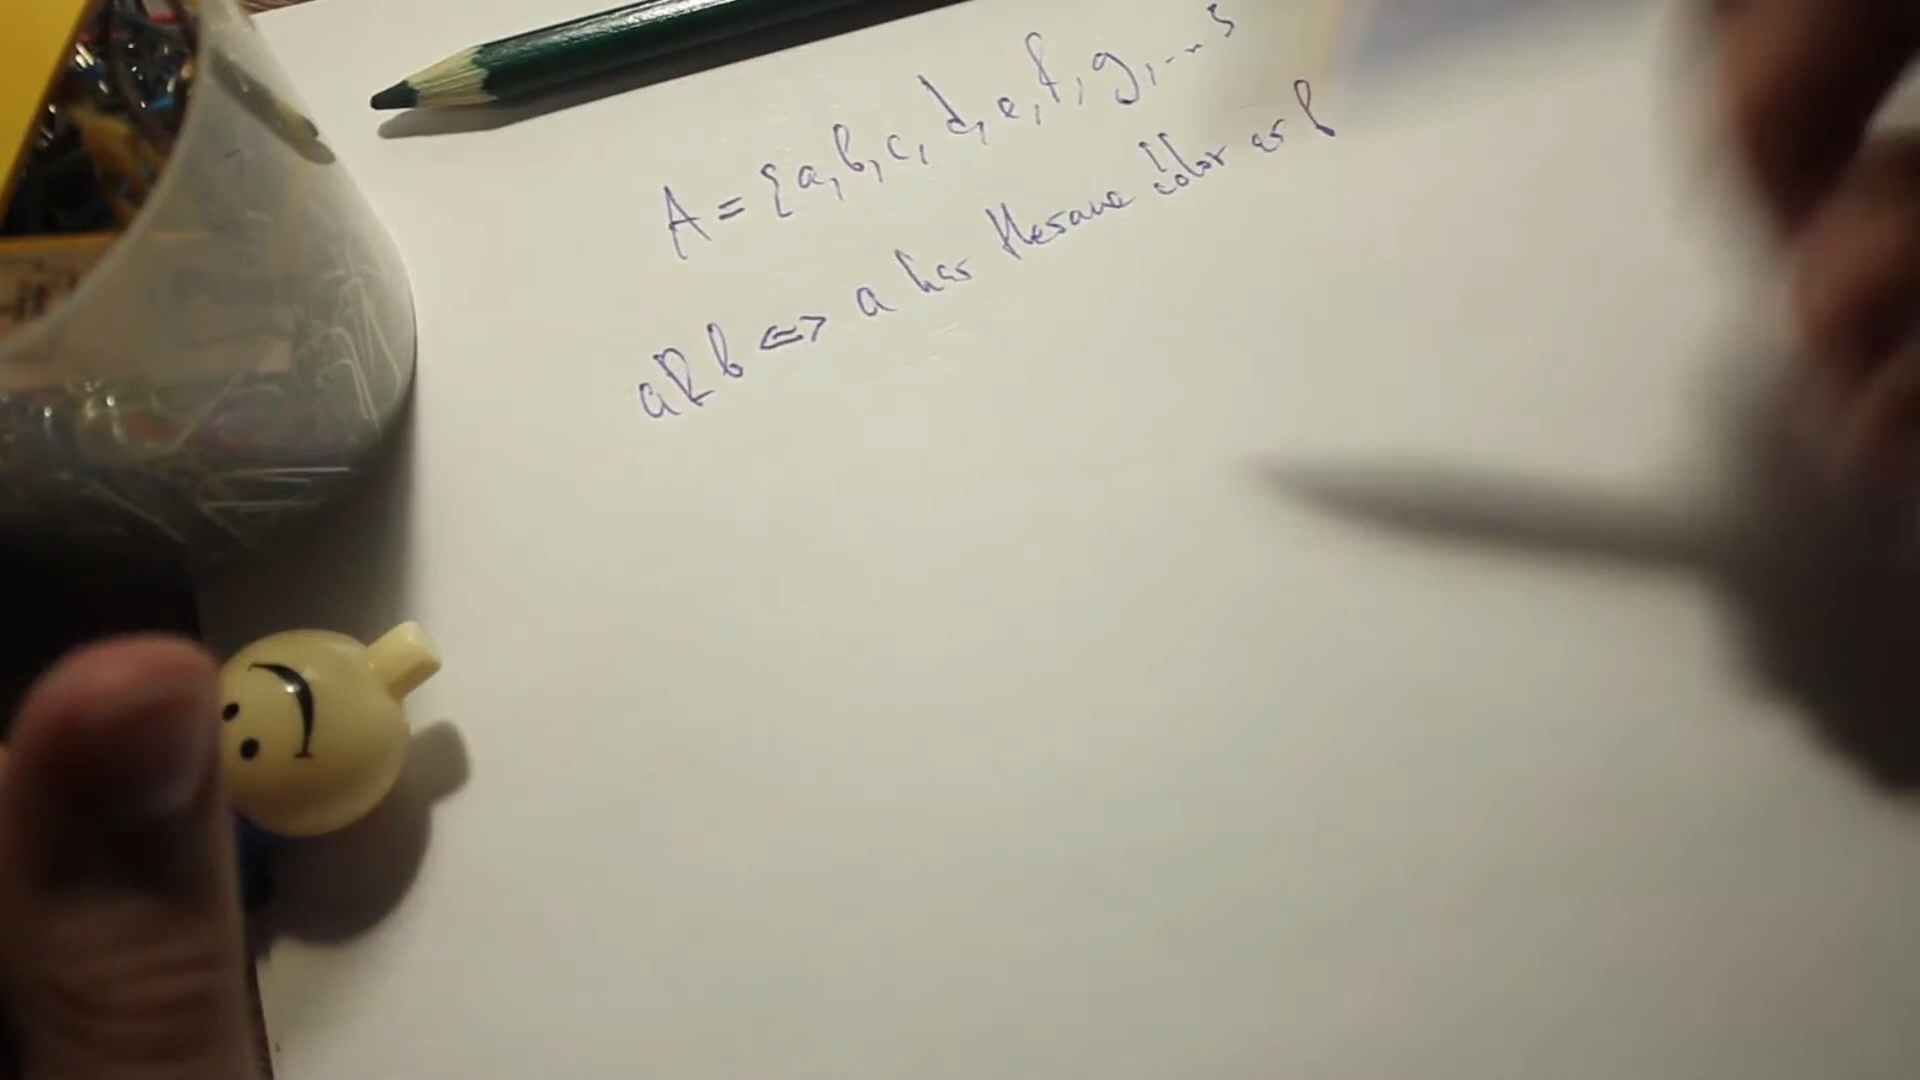 A = {a, b, c, d, e, f, g, ... }
aRb <=> a has the same color as b